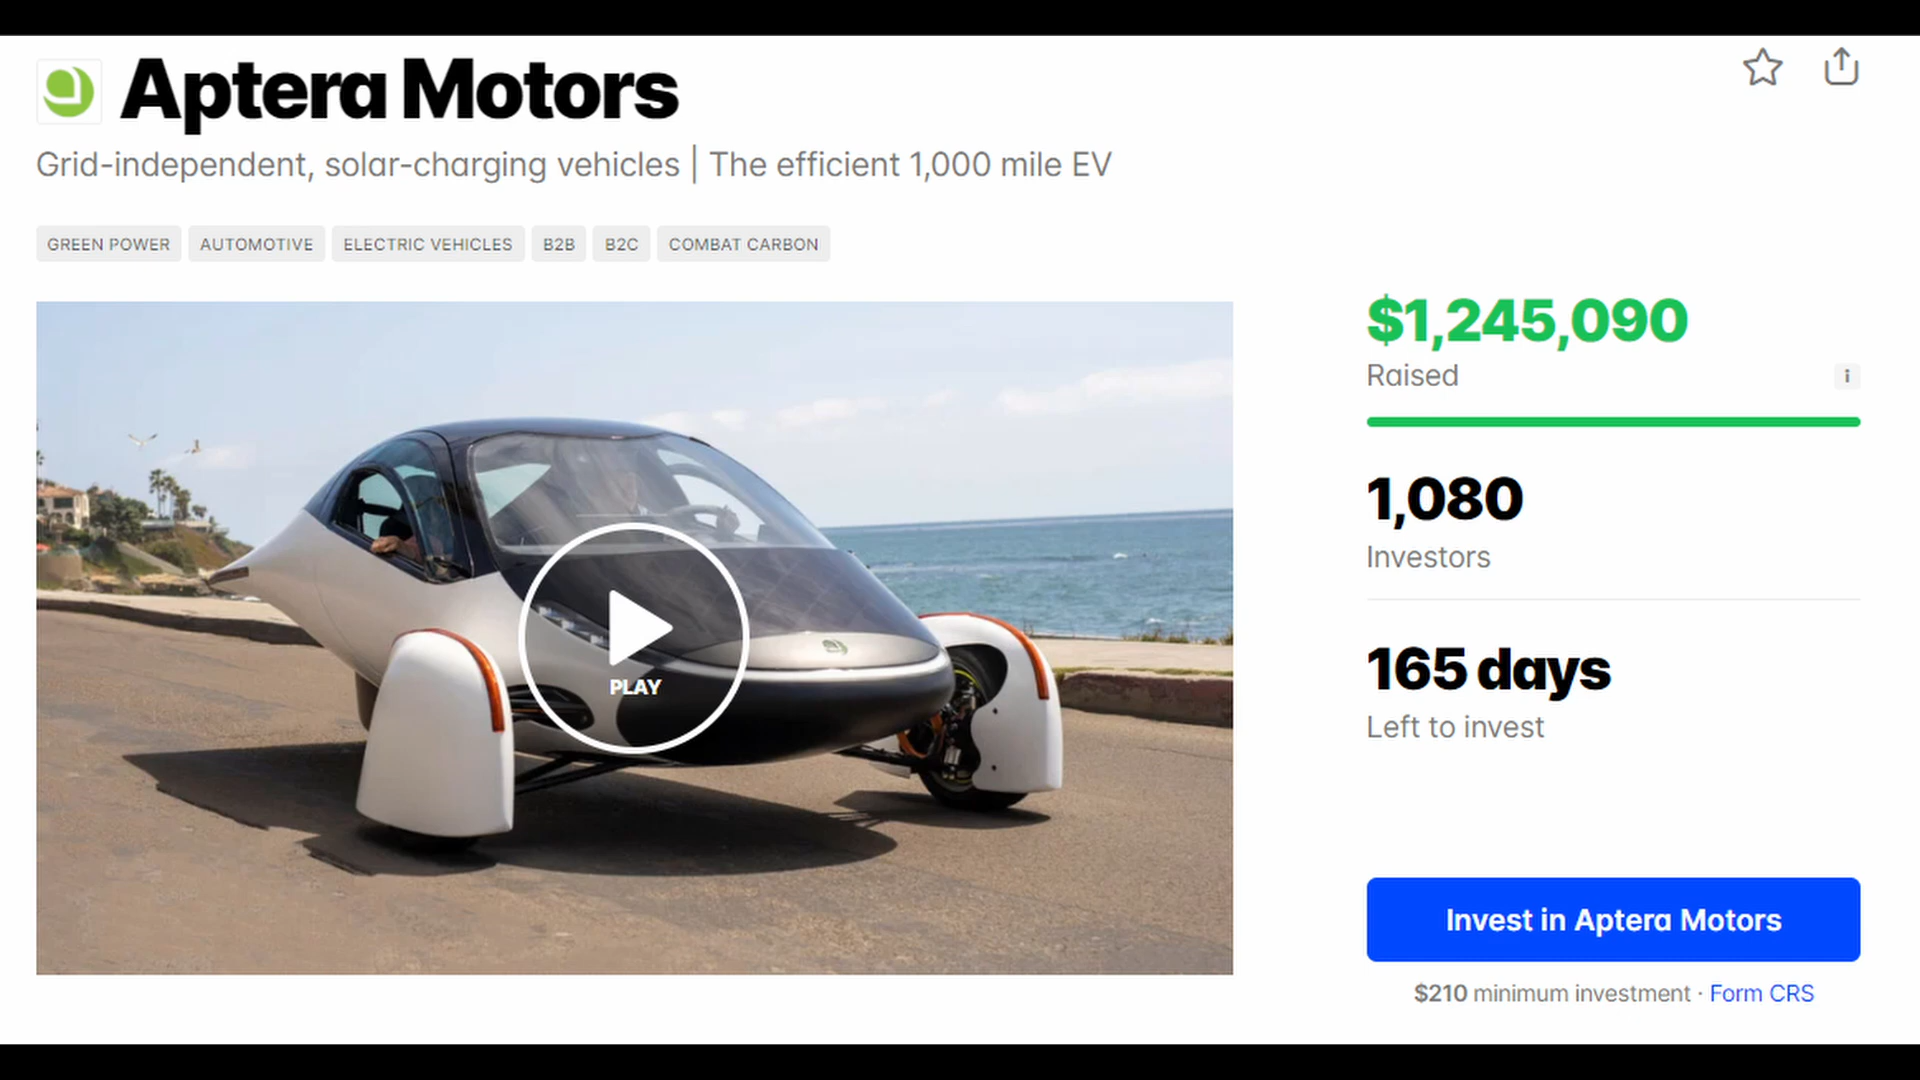 Aptera Motors
Grid-independent, solar-charging vehicles | The efficient 1,000 mile EV
GREEN POWER AUTOMOTIVE ELECTRIC VEHICLES B2B B2C COMBAT CARBON
PLAY
$1,245,090
Raised
i
1,080
Investors
165 days
Left to invest
Invest in Aptera Motors
$210 minimum investment · Form CRS